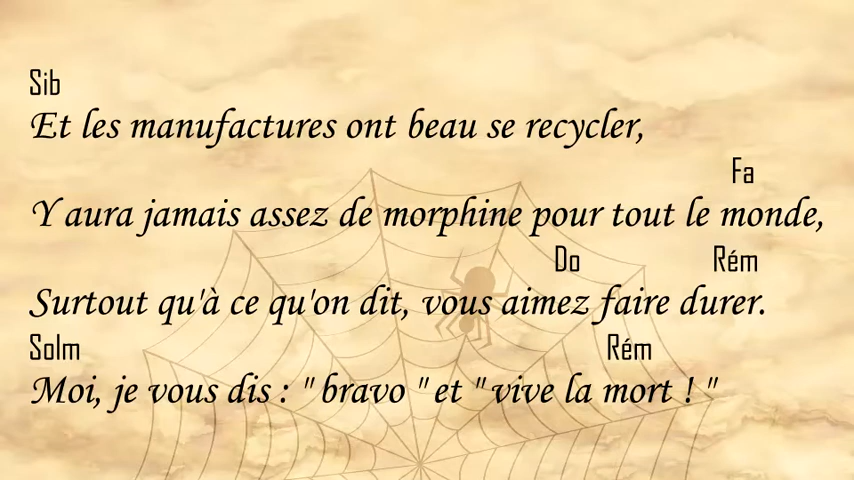 Sib
Et les manufactures ont beau se recycler,
Fa
Y aura jamais assez de morphine pour tout le monde,
Do Rém
Surtout qu'à ce qu'on dit, vous aimez faire durer.
Solm Rém
Moi, je vous dis : " bravo " et " vive la mort ! "